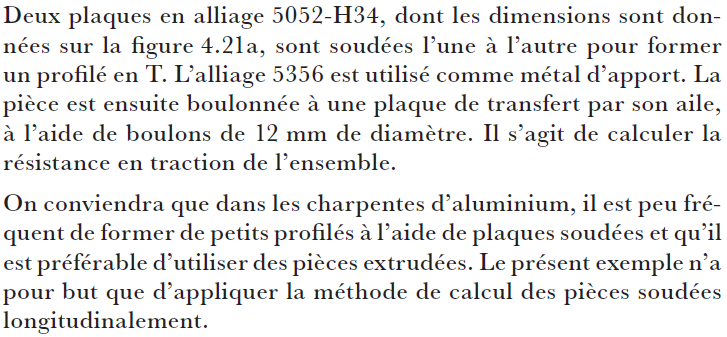 Deux plaques en alliage 5052-H34, dont les dimensions sont don-
nées sur la figure 4.21a, sont soudées l’une à l’autre pour former
un profilé en T. L’alliage 5356 est utilisé comme métal d’apport. La
pièce est ensuite boulonnée à une plaque de transfert par son aile,
à l’aide de boulons de 12 mm de diamètre. Il s’agit de calculer la
résistance en traction de l’ensemble.
On conviendra que dans les charpentes d’aluminium, il est peu fré-
quent de former de petits profilés à l’aide de plaques soudées et qu’il
est préférable d’utiliser des pièces extrudées. Le présent exemple n’a
pour but que d’appliquer la méthode de calcul des pièces soudées
longitudinalement.